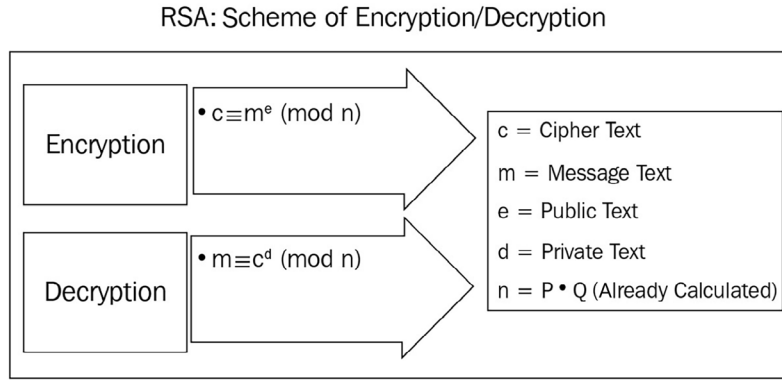 RSA: Scheme of Encryption/Decryption
Encryption
• c≡mᵉ (mod n)
Decryption
• m≡cᵈ (mod n)
c = Cipher Text
m = Message Text
e = Public Text
d = Private Text
n = P • Q (Already Calculated)